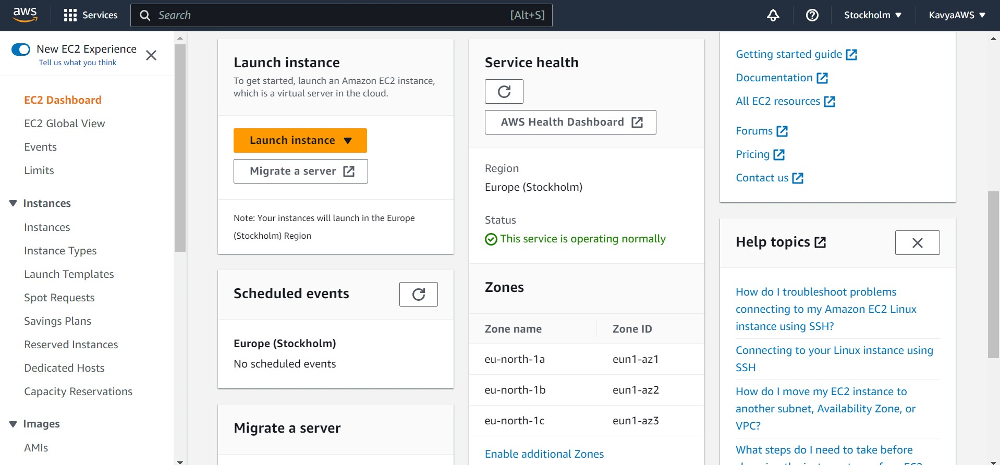 aws
Services
Search
[Alt+S]
Stockholm
KavyaAWS
New EC2 Experience
Tell us what you think
EC2 Dashboard
EC2 Global View
Events
Limits
Instances
Instances
Instance Types
Launch Templates
Spot Requests
Savings Plans
Reserved Instances
Dedicated Hosts
Capacity Reservations
Images
AMIs
Launch instance
To get started, launch an Amazon EC2 instance,
which is a virtual server in the cloud.
Launch instance
Migrate a server
Note: Your instances will launch in the Europe
(Stockholm) Region
Scheduled events
Europe (Stockholm)
No scheduled events
Migrate a server
Service health
AWS Health Dashboard
Region
Europe (Stockholm)
Status
This service is operating normally
Zones
Zone name Zone ID
eu-north-1a eun1-az1
eu-north-1b eun1-az2
eu-north-1c eun1-az3
Enable additional Zones
Getting started guide
Documentation
All EC2 resources
Forums
Pricing
Contact us
Help topics
How do I troubleshoot problems
connecting to my Amazon EC2 Linux
instance using SSH?
Connecting to your Linux instance using
SSH
How do I move my EC2 instance to
another subnet, Availability Zone, or
VPC?
What steps do I need to take before